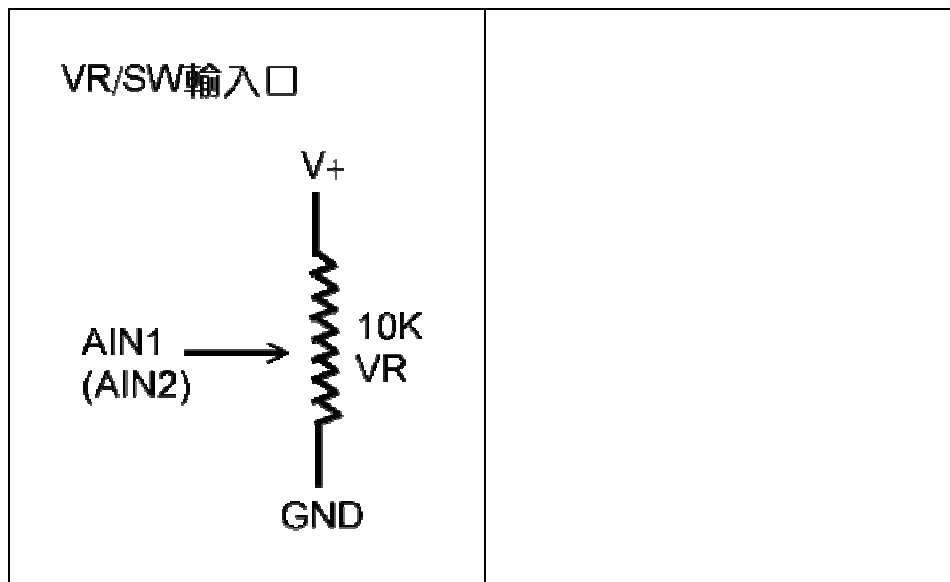 VR/SW輸入口
V+
10K
VR
AIN1
(AIN2)
GND